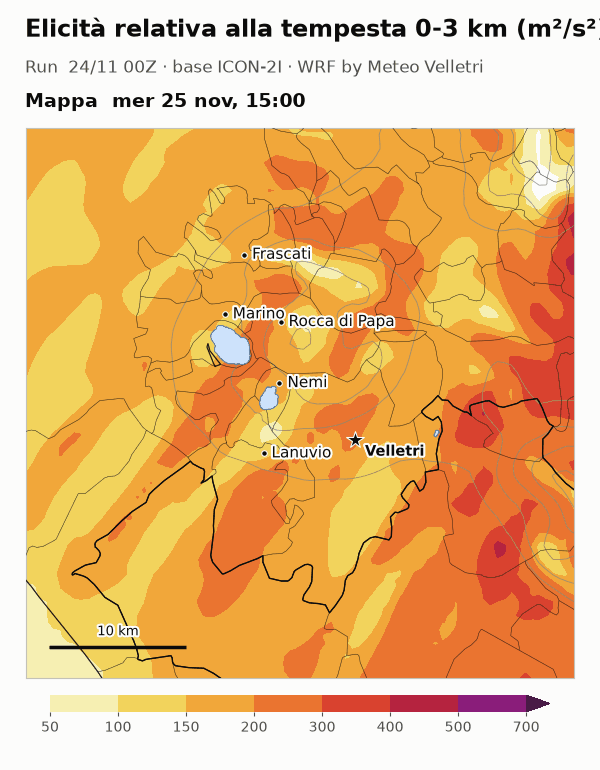 Elicità relativa alla tempesta 0-3 km (m²/s²)
Run  24/11 00Z · base ICON-2I · WRF by Meteo Velletri
Mappa  mer 25 nov, 15:00
Frascati
Marino
Rocca di Papa
Nemi
Velletri
Lanuvio
10 km
50 100 150 200 300 400 500 700